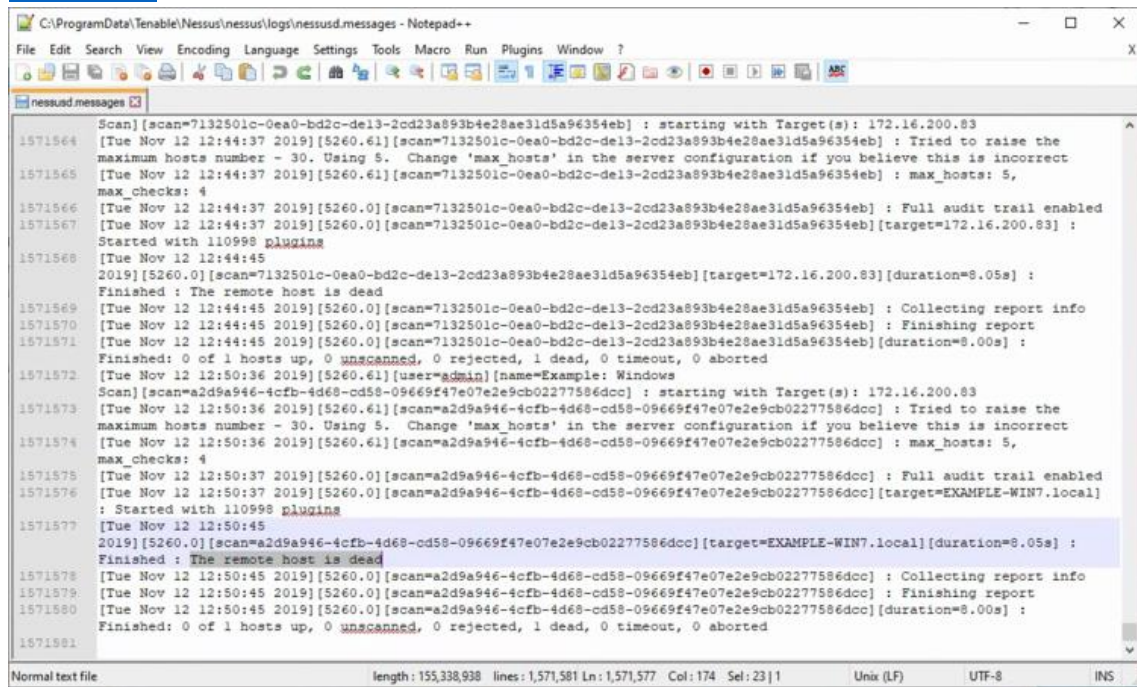 C:\ProgramData\Tenable\Nessus\nessus\logs\nessusd.messages - Notepad++
File Edit Search View Encoding Language Settings Tools Macro Run Plugins Window ?
X
nessusd.messages
Scan][scan=7132501c-0ea0-bd2c-de13-2cd23a893b4e28ae31d5a96354eb] : starting with Target(s): 172.16.200.83
1571564 [Tue Nov 12 12:44:37 2019][5260.61][scan=7132501c-0ea0-bd2c-de13-2cd23a893b4e28ae31d5a96354eb] : Tried to raise the
maximum hosts number - 30. Using 5. Change 'max_hosts' in the server configuration if you believe this is incorrect
1571565 [Tue Nov 12 12:44:37 2019][5260.61][scan=7132501c-0ea0-bd2c-de13-2cd23a893b4e28ae31d5a96354eb] : max_hosts: 5,
max_checks: 4
1571566 [Tue Nov 12 12:44:37 2019][5260.0][scan=7132501c-0ea0-bd2c-de13-2cd23a893b4e28ae31d5a96354eb] : Full audit trail enabled
1571567 [Tue Nov 12 12:44:37 2019][5260.0][scan=7132501c-0ea0-bd2c-de13-2cd23a893b4e28ae31d5a96354eb][target=172.16.200.83] :
Started with 110998 plugins
1571568 [Tue Nov 12 12:44:45
2019][5260.0][scan=7132501c-0ea0-bd2c-de13-2cd23a893b4e28ae31d5a96354eb][target=172.16.200.83][duration=8.05s] :
Finished : The remote host is dead
1571569 [Tue Nov 12 12:44:45 2019][5260.0][scan=7132501c-0ea0-bd2c-de13-2cd23a893b4e28ae31d5a96354eb] : Collecting report info
1571570 [Tue Nov 12 12:44:45 2019][5260.0][scan=7132501c-0ea0-bd2c-de13-2cd23a893b4e28ae31d5a96354eb] : Finishing report
1571571 [Tue Nov 12 12:44:45 2019][5260.0][scan=7132501c-0ea0-bd2c-de13-2cd23a893b4e28ae31d5a96354eb][duration=8.00s] :
Finished: 0 of 1 hosts up, 0 unscanned, 0 rejected, 1 dead, 0 timeout, 0 aborted
1571572 [Tue Nov 12 12:50:36 2019][5260.61][user=admin][name=Example: Windows
Scan][scan=a2d9a946-4cfb-4d68-cd58-09669f47e07e2e9cb02277586dcc] : starting with Target(s): 172.16.200.83
1571573 [Tue Nov 12 12:50:36 2019][5260.61][scan=a2d9a946-4cfb-4d68-cd58-09669f47e07e2e9cb02277586dcc] : Tried to raise the
maximum hosts number - 30. Using 5. Change 'max_hosts' in the server configuration if you believe this is incorrect
1571574 [Tue Nov 12 12:50:36 2019][5260.61][scan=a2d9a946-4cfb-4d68-cd58-09669f47e07e2e9cb02277586dcc] : max_hosts: 5,
max_checks: 4
1571575 [Tue Nov 12 12:50:37 2019][5260.0][scan=a2d9a946-4cfb-4d68-cd58-09669f47e07e2e9cb02277586dcc] : Full audit trail enabled
1571576 [Tue Nov 12 12:50:37 2019][5260.0][scan=a2d9a946-4cfb-4d68-cd58-09669f47e07e2e9cb02277586dcc][target=EXAMPLE-WIN7.local]
: Started with 110998 plugins
1571577 [Tue Nov 12 12:50:45
2019][5260.0][scan=a2d9a946-4cfb-4d68-cd58-09669f47e07e2e9cb02277586dcc][target=EXAMPLE-WIN7.local][duration=8.05s] :
Finished : The remote host is dead
1571578 [Tue Nov 12 12:50:45 2019][5260.0][scan=a2d9a946-4cfb-4d68-cd58-09669f47e07e2e9cb02277586dcc] : Collecting report info
1571579 [Tue Nov 12 12:50:45 2019][5260.0][scan=a2d9a946-4cfb-4d68-cd58-09669f47e07e2e9cb02277586dcc] : Finishing report
1571580 [Tue Nov 12 12:50:45 2019][5260.0][scan=a2d9a946-4cfb-4d68-cd58-09669f47e07e2e9cb02277586dcc][duration=8.00s] :
Finished: 0 of 1 hosts up, 0 unscanned, 0 rejected, 1 dead, 0 timeout, 0 aborted
1571581
Normal text file length : 155,338,938 lines : 1,571,581 Ln : 1,571,577 Col : 174 Sel : 23 | 1 Unix (LF) UTF-8 INS